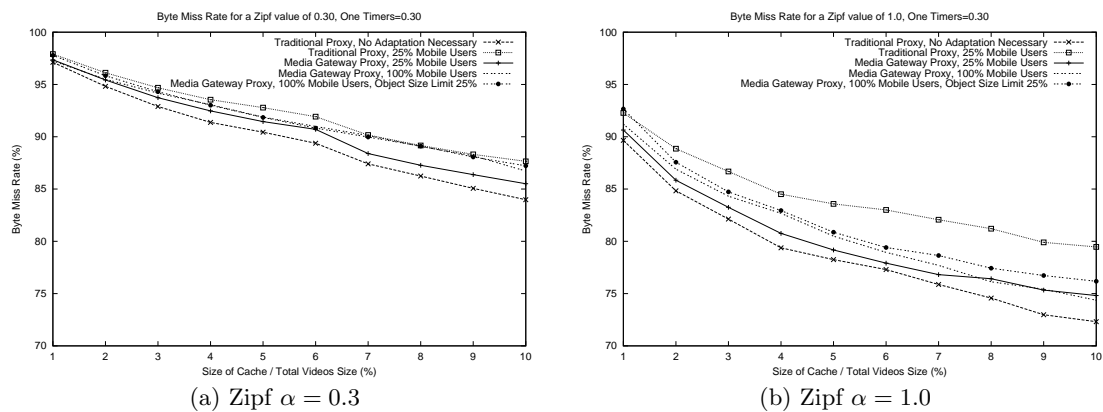 Byte Miss Rate for a Zipf value of 0.30, One Timers=0.30
100
95
90
85
80
75
70
Byte Miss Rate (%)
Traditional Proxy, No Adaptation Necessary
Traditional Proxy, 25% Mobile Users
Media Gateway Proxy, 25% Mobile Users
Media Gateway Proxy, 100% Mobile Users
Media Gateway Proxy, 100% Mobile Users, Object Size Limit 25%
1 2 3 4 5 6 7 8 9 10
Size of Cache / Total Videos Size (%)
(a) Zipf α = 0.3
Byte Miss Rate for a Zipf value of 1.0, One Timers=0.30
100
95
90
85
80
75
70
Byte Miss Rate (%)
Traditional Proxy, No Adaptation Necessary
Traditional Proxy, 25% Mobile Users
Media Gateway Proxy, 25% Mobile Users
Media Gateway Proxy, 100% Mobile Users
Media Gateway Proxy, 100% Mobile Users, Object Size Limit 25%
1 2 3 4 5 6 7 8 9 10
Size of Cache / Total Videos Size (%)
(b) Zipf α = 1.0